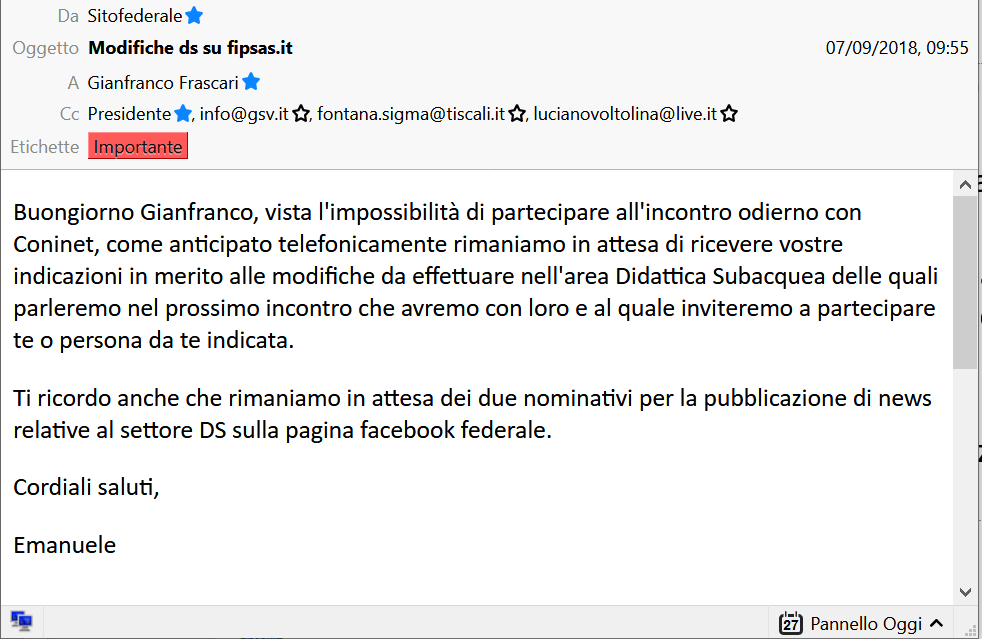 Da Sitofederale
Oggetto Modifiche ds su fipsas.it 07/09/2018, 09:55
A Gianfranco Frascari
Cc Presidente, info@gsv.it, fontana.sigma@tiscali.it, lucianovoltolina@live.it
Etichette Importante
Buongiorno Gianfranco, vista l'impossibilità di partecipare all'incontro odierno con
Coninet, come anticipato telefonicamente rimaniamo in attesa di ricevere vostre
indicazioni in merito alle modifiche da effettuare nell'area Didattica Subacquea delle quali
parleremo nel prossimo incontro che avremo con loro e al quale inviteremo a partecipare
te o persona da te indicata.
Ti ricordo anche che rimaniamo in attesa dei due nominativi per la pubblicazione di news
relative al settore DS sulla pagina facebook federale.
Cordiali saluti,
Emanuele
27 Pannello Oggi